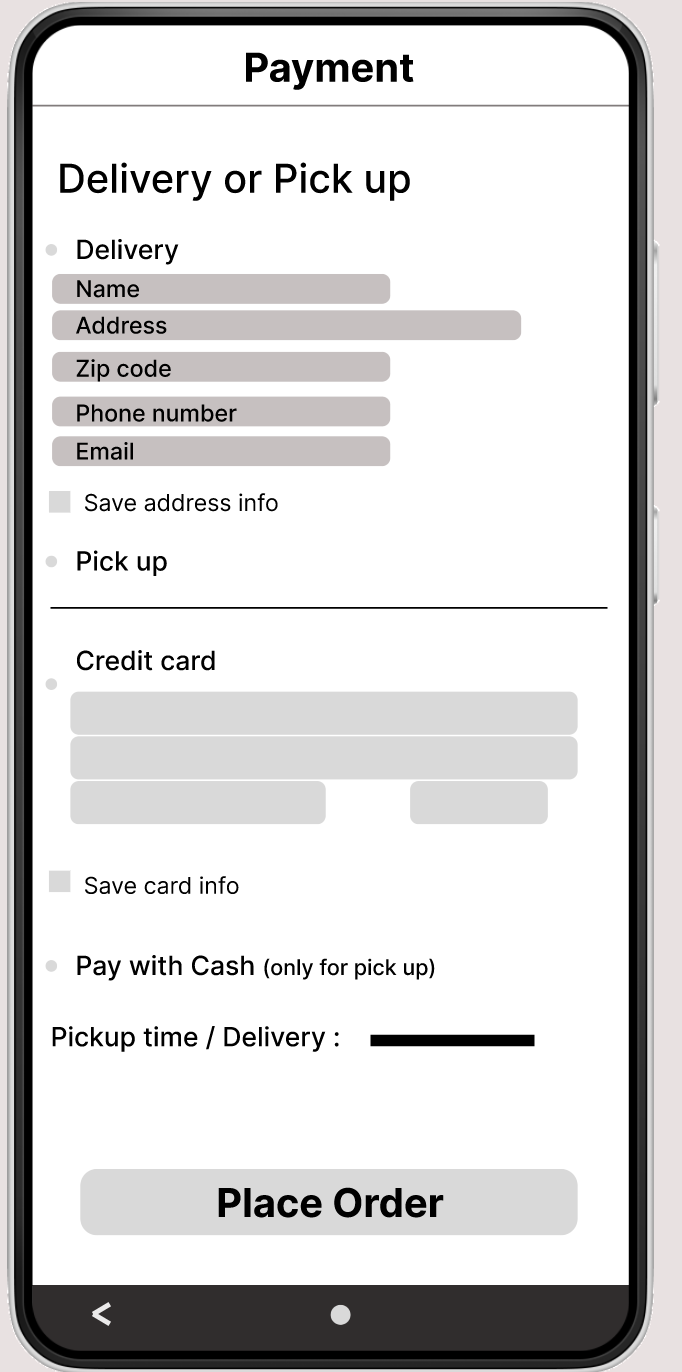 Payment
Delivery or Pick up
Delivery
Name
Address
Zip code
Phone number
Email
Save address info
Pick up
Credit card
Save card info
Pay with Cash (only for pick up)
Pickup time / Delivery :
Place Order